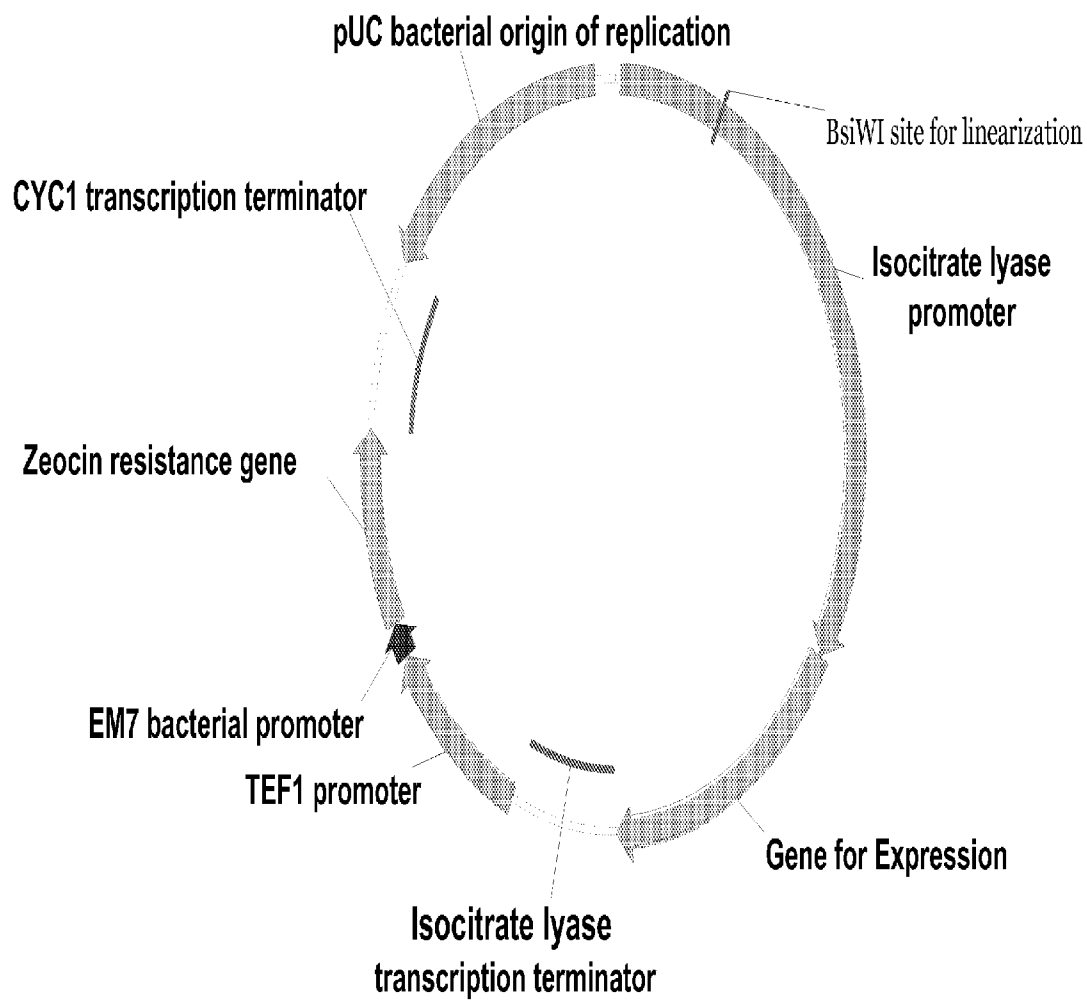 pUC bacterial origin of replication
BsiWI site for linearization
CYC1 transcription terminator
Isocitrate lyase
promoter
Zeocin resistance gene
EM7 bacterial promoter
TEF1 promoter
Gene for Expression
Isocitrate lyase
transcription terminator